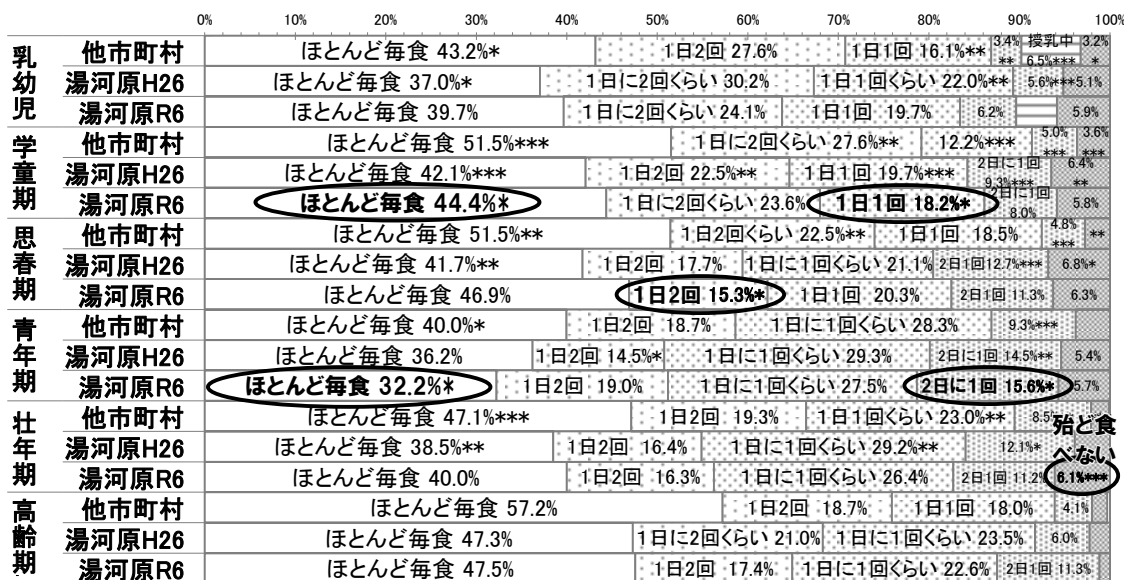 0% 10% 20% 30% 40% 50% 60% 70% 80% 90% 100%
乳幼児
他市町村 ほとんど毎食 43.2%* 1日2回 27.6% 1日1回 16.1%** 3.4% ** 授乳中 6.5%*** 3.2% *
湯河原H26 ほとんど毎食 37.0%* 1日に2回くらい 30.2% 1日1回くらい 22.0%** 5.6%*** 5.1%
湯河原R6 ほとんど毎食 39.7% 1日に2回くらい 24.1% 1日1回 19.7% 6.2% 5.9%
学童期
他市町村 ほとんど毎食 51.5%*** 1日に2回くらい 27.6%** 12.2%*** 5.0% *** 3.6% ***
湯河原H26 ほとんど毎食 42.1%*** 1日2回 22.5%** 1日1回 19.7%*** 2日に1回 9.3%*** 6.4% **
湯河原R6 ほとんど毎食 44.4%* 1日に2回くらい 23.6% 1日1回 18.2%* 2日に1回 8.0% 5.8%
思春期
他市町村 ほとんど毎食 51.5%** 1日2回くらい 22.5%** 1日1回 18.5% 4.8% *** **
湯河原H26 ほとんど毎食 41.7%** 1日2回 17.7% 1日に1回くらい 21.1% 2日1回12.7%*** 6.8%*
湯河原R6 ほとんど毎食 46.9% 1日2回 15.3%* 1日1回 20.3% 2日1回 11.3% 6.3%
青年期
他市町村 ほとんど毎食 40.0%* 1日2回 18.7% 1日に1回くらい 28.3% 9.3%***
湯河原H26 ほとんど毎食 36.2% 1日2回 14.5%* 1日に1回くらい 29.3% 2日に1回 14.5%** 5.4%
湯河原R6 ほとんど毎食 32.2%* 1日2回 19.0% 1日に1回くらい 27.5% 2日に1回 15.6%* 5.7%
壮年期
他市町村 ほとんど毎食 47.1%*** 1日2回 19.3% 1日1回くらい 23.0%** 8.5%
湯河原H26 ほとんど毎食 38.5%** 1日2回 16.4% 1日に1回くらい 29.2%** 12.1%*
殆ど食べない
湯河原R6 ほとんど毎食 40.0% 1日2回 16.3% 1日に1回くらい 26.4% 2日1回 11.2% 6.1%***
高齢期
他市町村 ほとんど毎食 57.2% 1日2回 18.7% 1日1回 18.0% 4.1%
湯河原H26 ほとんど毎食 47.3% 1日に2回くらい 21.0% 1日に1回くらい 23.5% 6.0%
湯河原R6 ほとんど毎食 47.5% 1日2回 17.4% 1日に1回くらい 22.6% 2日1回 11.3%